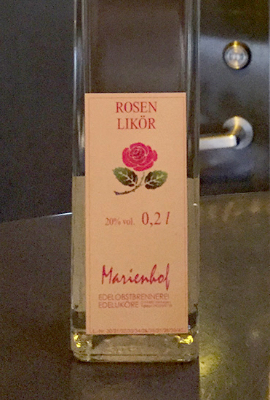 ROSEN
LIKÖR
20% vol. 0,2 l
Marienhof
EDELOBSTBRENNEREI
EDELLIKÖRE